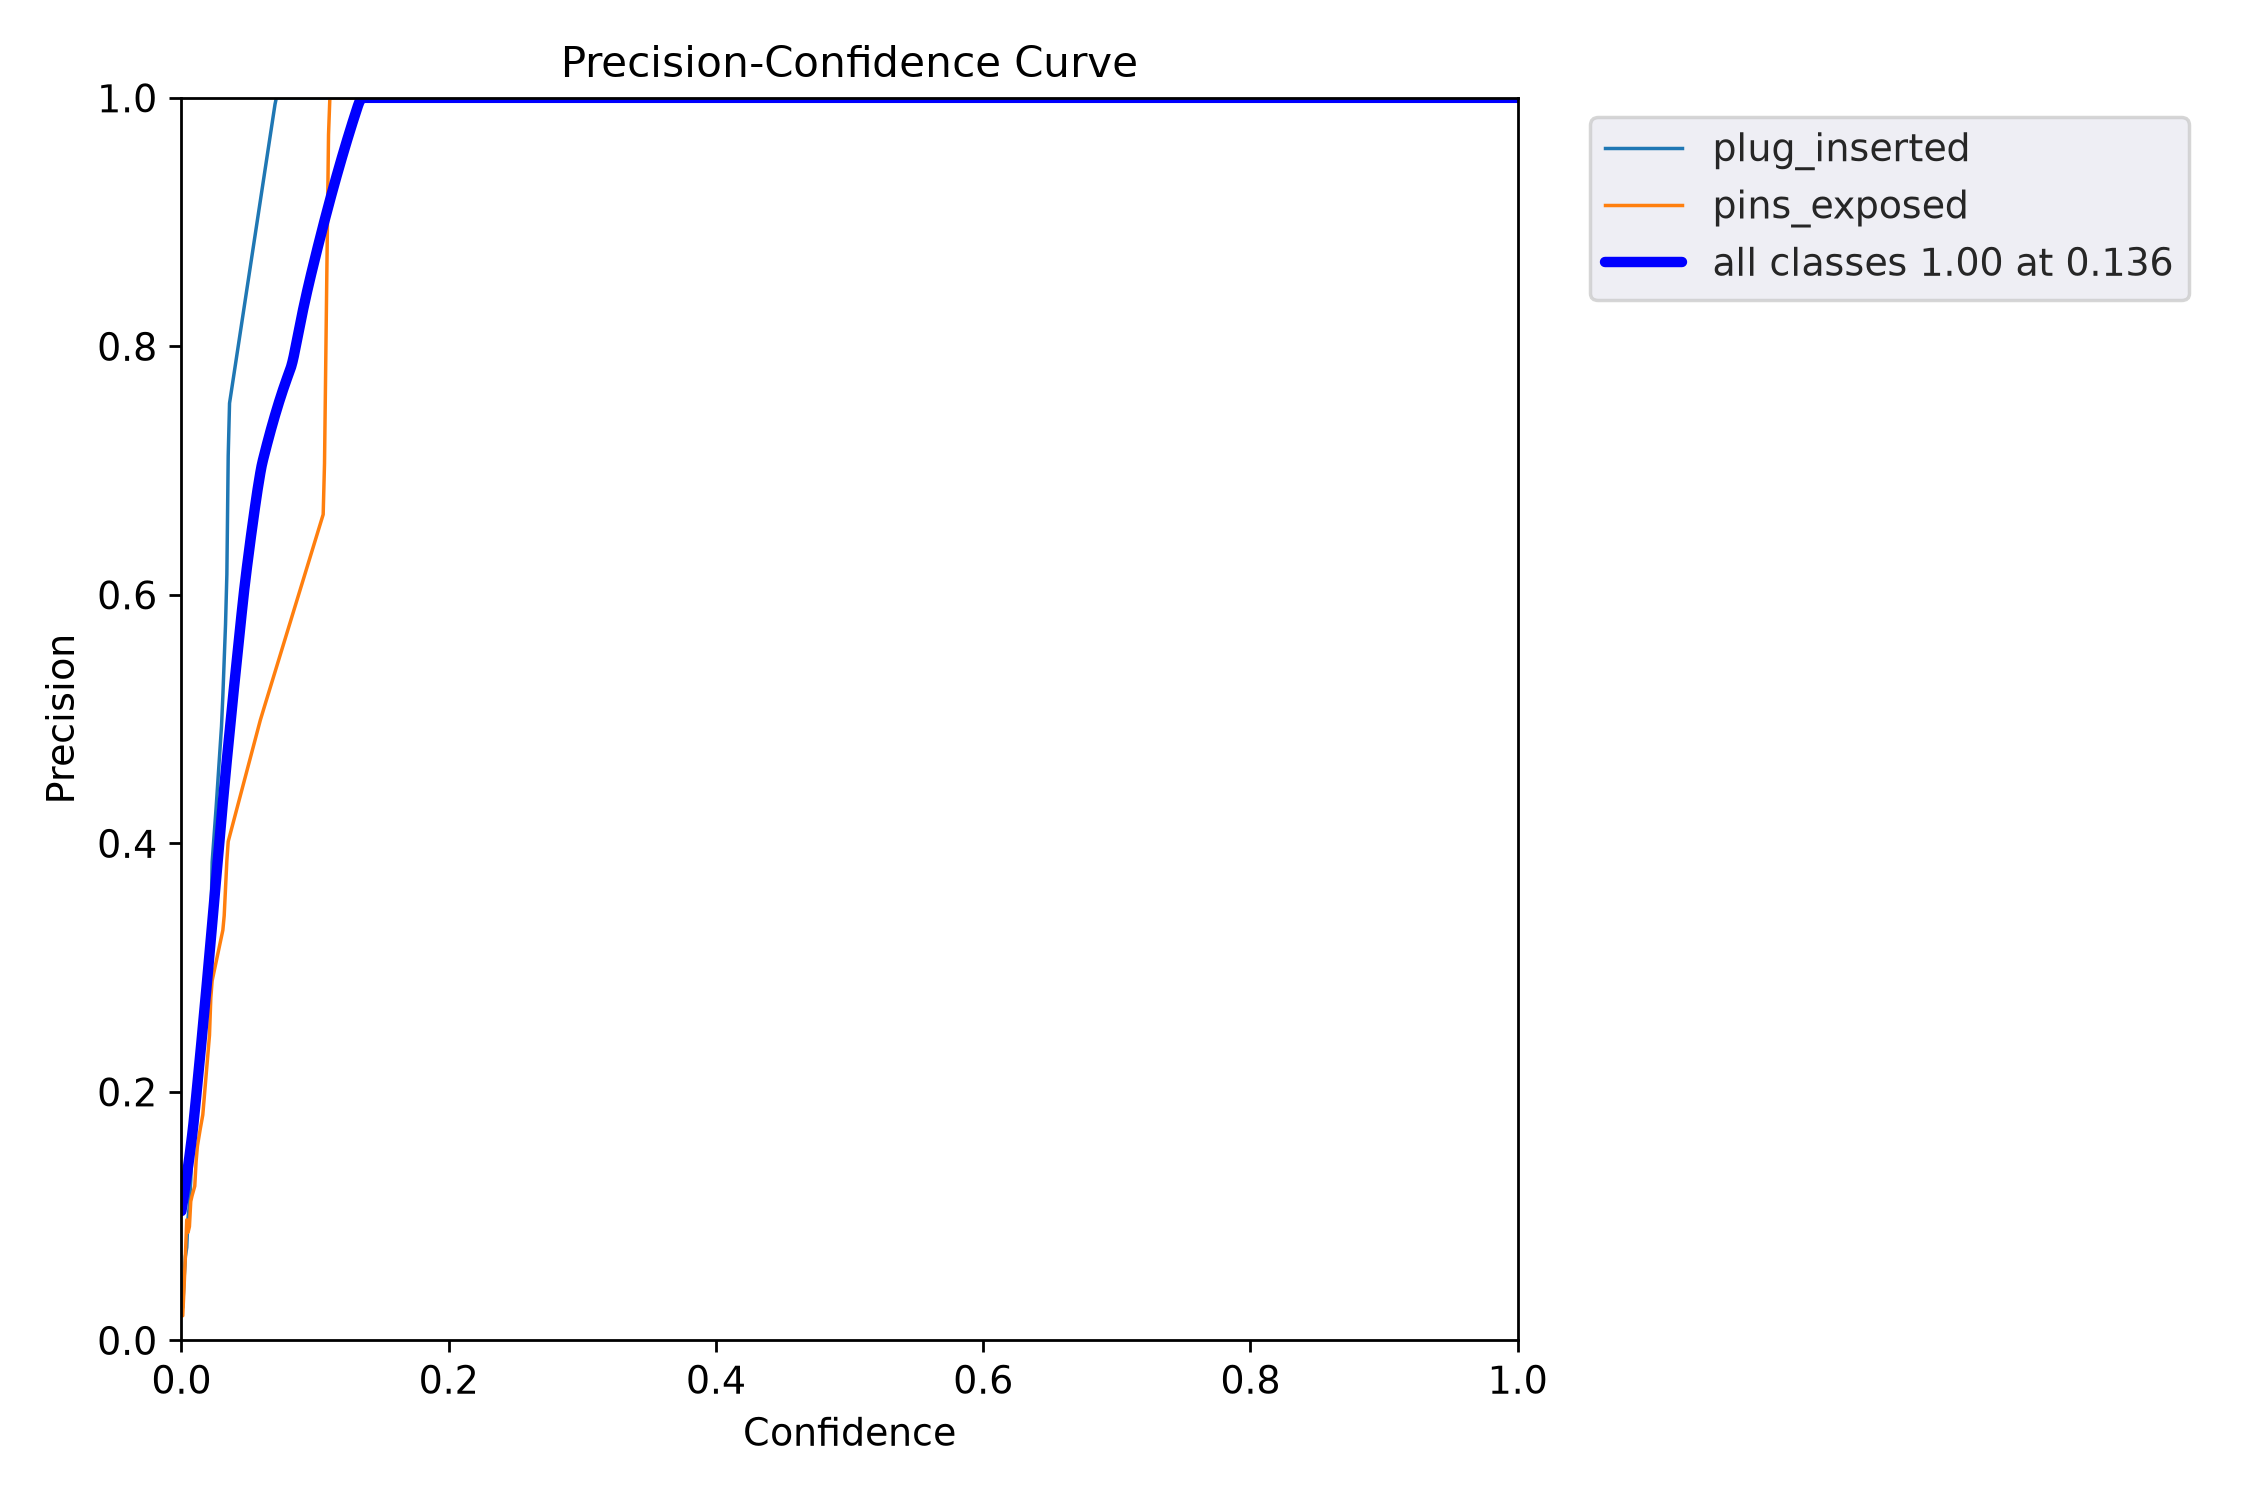 Precision-Confidence Curve
1.0
0.8
0.6
0.4
0.2
0.0
Precision
0.0 0.2 0.4 0.6 0.8 1.0
Confidence
plug_inserted
pins_exposed
all classes 1.00 at 0.136